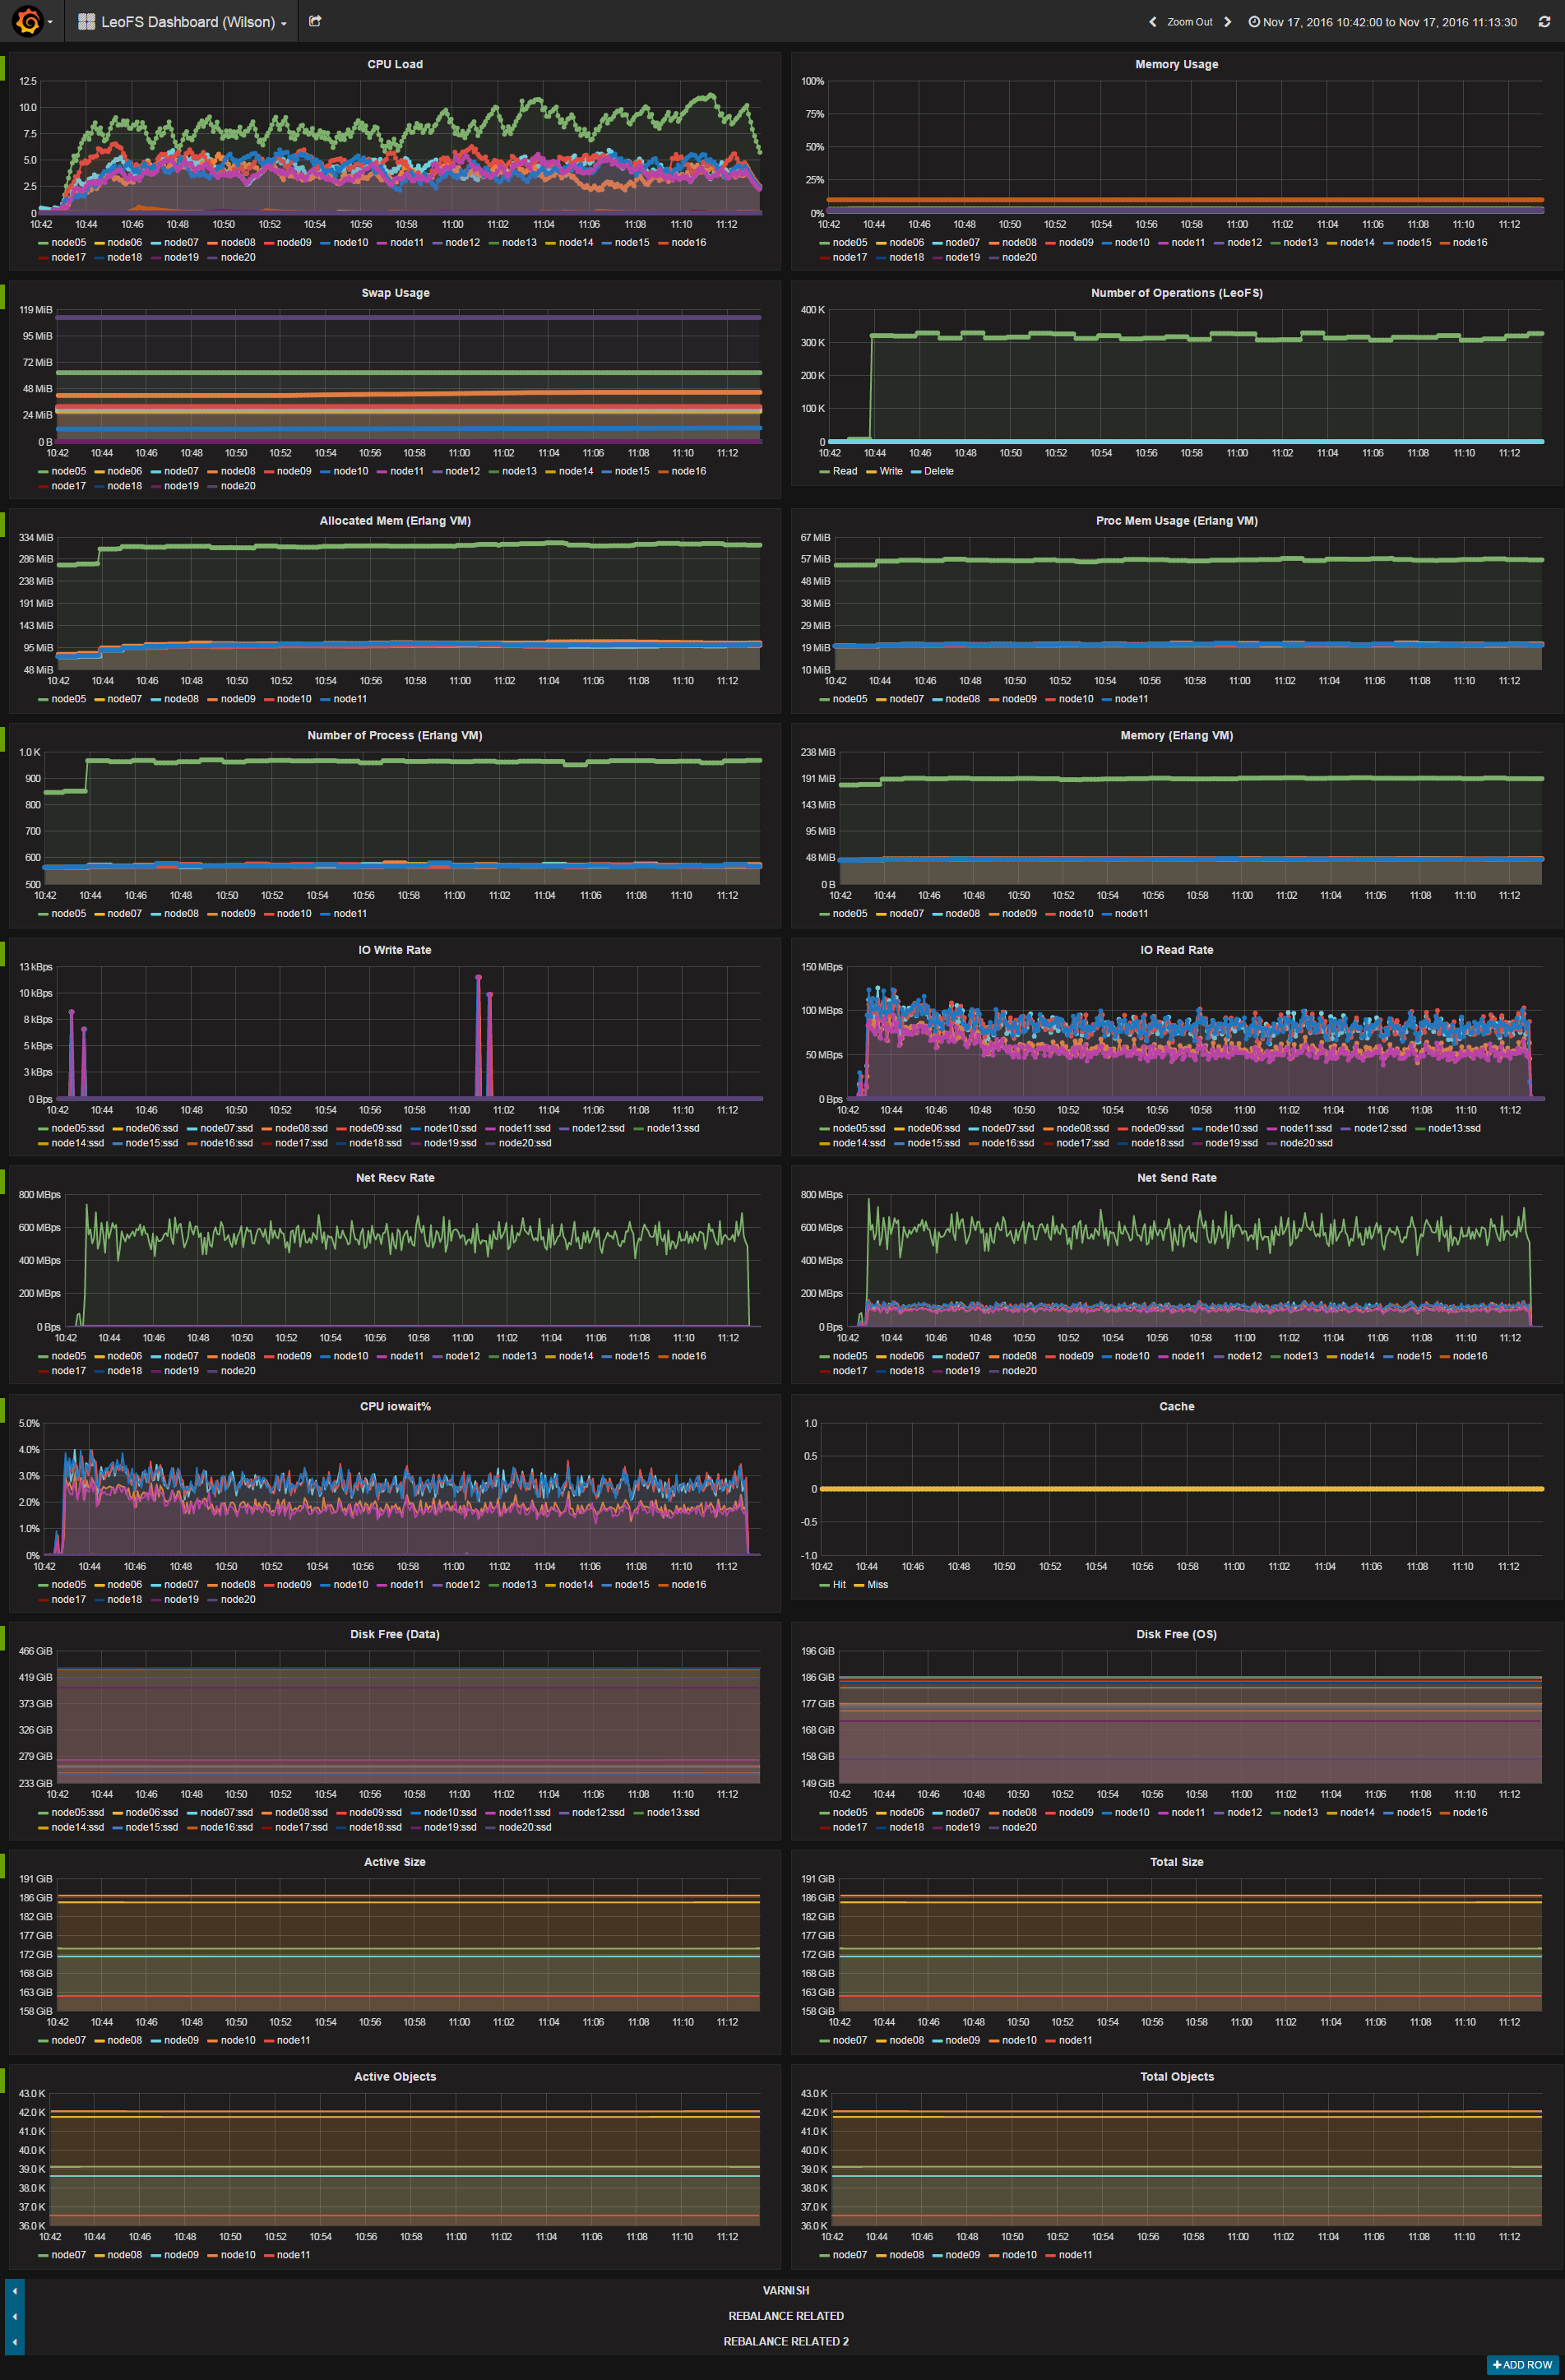 LeoFS Dashboard (Wilson)
Zoom Out
Nov 17, 2016 10:42:00 to Nov 17, 2016 11:13:30
CPU Load
12.5
10.0
7.5
5.0
2.5
0
10:42 10:44 10:46 10:48 10:50 10:52 10:54 10:56 10:58 11:00 11:02 11:04 11:06 11:08 11:10 11:12
node05 node06 node07 node08 node09 node10 node11 node12 node13 node14 node15 node16
node17 node18 node19 node20
Memory Usage
100%
75%
50%
25%
0%
10:42 10:44 10:46 10:48 10:50 10:52 10:54 10:56 10:58 11:00 11:02 11:04 11:06 11:08 11:10 11:12
node05 node06 node07 node08 node09 node10 node11 node12 node13 node14 node15 node16
node17 node18 node19 node20
Swap Usage
119 MiB
95 MiB
72 MiB
48 MiB
24 MiB
0 B
10:42 10:44 10:46 10:48 10:50 10:52 10:54 10:56 10:58 11:00 11:02 11:04 11:06 11:08 11:10 11:12
node05 node06 node07 node08 node09 node10 node11 node12 node13 node14 node15 node16
node17 node18 node19 node20
Number of Operations (LeoFS)
400 K
300 K
200 K
100 K
0
10:42 10:44 10:46 10:48 10:50 10:52 10:54 10:56 10:58 11:00 11:02 11:04 11:06 11:08 11:10 11:12
Read Write Delete
Allocated Mem (Erlang VM)
334 MiB
286 MiB
238 MiB
191 MiB
143 MiB
95 MiB
48 MiB
10:42 10:44 10:46 10:48 10:50 10:52 10:54 10:56 10:58 11:00 11:02 11:04 11:06 11:08 11:10 11:12
node05 node07 node08 node09 node10 node11
Proc Mem Usage (Erlang VM)
67 MiB
57 MiB
48 MiB
38 MiB
29 MiB
19 MiB
10 MiB
10:42 10:44 10:46 10:48 10:50 10:52 10:54 10:56 10:58 11:00 11:02 11:04 11:06 11:08 11:10 11:12
node05 node07 node08 node09 node10 node11
Number of Process (Erlang VM)
1.0 K
900
800
700
600
500
10:42 10:44 10:46 10:48 10:50 10:52 10:54 10:56 10:58 11:00 11:02 11:04 11:06 11:08 11:10 11:12
node05 node07 node08 node09 node10 node11
Memory (Erlang VM)
238 MiB
191 MiB
143 MiB
95 MiB
48 MiB
0 B
10:42 10:44 10:46 10:48 10:50 10:52 10:54 10:56 10:58 11:00 11:02 11:04 11:06 11:08 11:10 11:12
node05 node07 node08 node09 node10 node11
IO Write Rate
13 kBps
10 kBps
8 kBps
5 kBps
3 kBps
0 Bps
10:42 10:44 10:46 10:48 10:50 10:52 10:54 10:56 10:58 11:00 11:02 11:04 11:06 11:08 11:10 11:12
node05:ssd node06:ssd node07:ssd node08:ssd node09:ssd node10:ssd node11:ssd node12:ssd node13:ssd
node14:ssd node15:ssd node16:ssd node17:ssd node18:ssd node19:ssd node20:ssd
IO Read Rate
150 MBps
100 MBps
50 MBps
0 Bps
10:42 10:44 10:46 10:48 10:50 10:52 10:54 10:56 10:58 11:00 11:02 11:04 11:06 11:08 11:10 11:12
node05:ssd node06:ssd node07:ssd node08:ssd node09:ssd node10:ssd node11:ssd node12:ssd node13:ssd
node14:ssd node15:ssd node16:ssd node17:ssd node18:ssd node19:ssd node20:ssd
Net Recv Rate
800 MBps
600 MBps
400 MBps
200 MBps
0 Bps
10:42 10:44 10:46 10:48 10:50 10:52 10:54 10:56 10:58 11:00 11:02 11:04 11:06 11:08 11:10 11:12
node05 node06 node07 node08 node09 node10 node11 node12 node13 node14 node15 node16
node17 node18 node19 node20
Net Send Rate
800 MBps
600 MBps
400 MBps
200 MBps
0 Bps
10:42 10:44 10:46 10:48 10:50 10:52 10:54 10:56 10:58 11:00 11:02 11:04 11:06 11:08 11:10 11:12
node05 node06 node07 node08 node09 node10 node11 node12 node13 node14 node15 node16
node17 node18 node19 node20
CPU iowait%
5.0%
4.0%
3.0%
2.0%
1.0%
0%
10:42 10:44 10:46 10:48 10:50 10:52 10:54 10:56 10:58 11:00 11:02 11:04 11:06 11:08 11:10 11:12
node05 node06 node07 node08 node09 node10 node11 node12 node13 node14 node15 node16
node17 node18 node19 node20
Cache
1.0
0.5
0
-0.5
-1.0
10:42 10:44 10:46 10:48 10:50 10:52 10:54 10:56 10:58 11:00 11:02 11:04 11:06 11:08 11:10 11:12
Hit Miss
Disk Free (Data)
466 GiB
419 GiB
373 GiB
326 GiB
279 GiB
233 GiB
10:42 10:44 10:46 10:48 10:50 10:52 10:54 10:56 10:58 11:00 11:02 11:04 11:06 11:08 11:10 11:12
node05:ssd node06:ssd node07:ssd node08:ssd node09:ssd node10:ssd node11:ssd node12:ssd node13:ssd
node14:ssd node15:ssd node16:ssd node17:ssd node18:ssd node19:ssd node20:ssd
Disk Free (OS)
196 GiB
186 GiB
177 GiB
168 GiB
158 GiB
149 GiB
10:42 10:44 10:46 10:48 10:50 10:52 10:54 10:56 10:58 11:00 11:02 11:04 11:06 11:08 11:10 11:12
node05 node06 node07 node08 node09 node10 node11 node12 node13 node14 node15 node16
node17 node18 node19 node20
Active Size
191 GiB
186 GiB
182 GiB
177 GiB
172 GiB
168 GiB
163 GiB
158 GiB
10:42 10:44 10:46 10:48 10:50 10:52 10:54 10:56 10:58 11:00 11:02 11:04 11:06 11:08 11:10 11:12
node07 node08 node09 node10 node11
Total Size
191 GiB
186 GiB
182 GiB
177 GiB
172 GiB
168 GiB
163 GiB
158 GiB
10:42 10:44 10:46 10:48 10:50 10:52 10:54 10:56 10:58 11:00 11:02 11:04 11:06 11:08 11:10 11:12
node07 node08 node09 node10 node11
Active Objects
43.0 K
42.0 K
41.0 K
40.0 K
39.0 K
38.0 K
37.0 K
36.0 K
10:42 10:44 10:46 10:48 10:50 10:52 10:54 10:56 10:58 11:00 11:02 11:04 11:06 11:08 11:10 11:12
node07 node08 node09 node10 node11
Total Objects
43.0 K
42.0 K
41.0 K
40.0 K
39.0 K
38.0 K
37.0 K
36.0 K
10:42 10:44 10:46 10:48 10:50 10:52 10:54 10:56 10:58 11:00 11:02 11:04 11:06 11:08 11:10 11:12
node07 node08 node09 node10 node11
VARNISH
REBALANCE RELATED
REBALANCE RELATED 2
ADD ROW